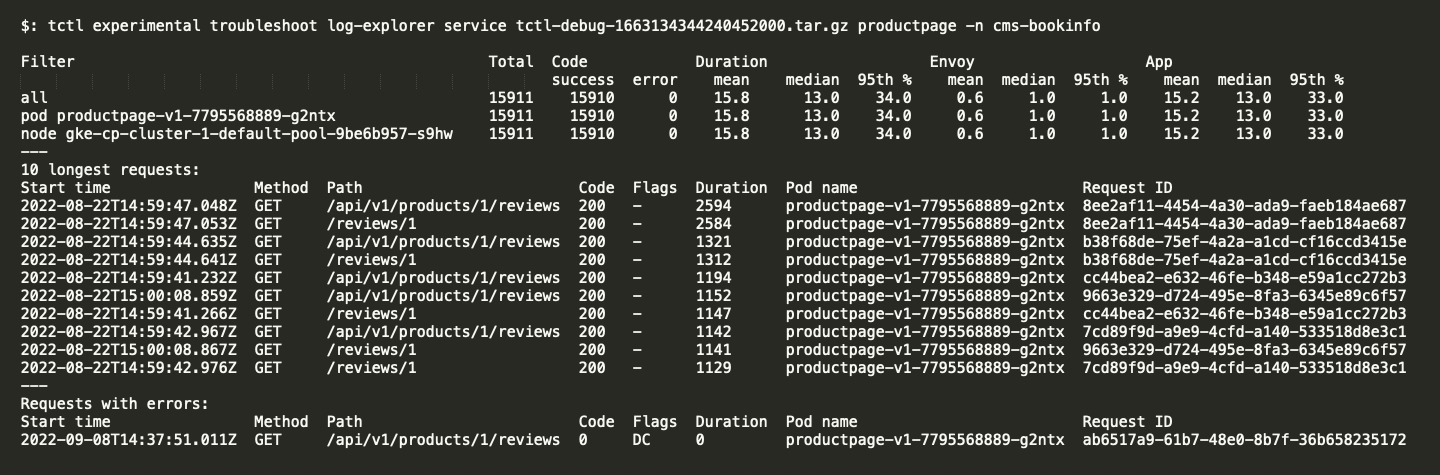 $: tctl experimental troubleshoot log-explorer service tctl-debug-1663134344240452000.tar.gz productpage -n cms-bookinfo
Filter Total Code Duration Envoy App
success error mean median 95th % mean median 95th % mean median 95th %
all 15911 15910 0 15.8 13.0 34.0 0.6 1.0 1.0 15.2 13.0 33.0
pod productpage-v1-7795568889-g2ntx 15911 15910 0 15.8 13.0 34.0 0.6 1.0 1.0 15.2 13.0 33.0
node gke-cp-cluster-1-default-pool-9be6b957-s9hw 15911 15910 0 15.8 13.0 34.0 0.6 1.0 1.0 15.2 13.0 33.0
---
10 longest requests:
Start time Method Path Code Flags Duration Pod name Request ID
2022-08-22T14:59:47.048Z GET /api/v1/products/1/reviews 200 - 2594 productpage-v1-7795568889-g2ntx 8ee2af11-4454-4a30-ada9-faeb184ae687
2022-08-22T14:59:47.053Z GET /reviews/1 200 - 2584 productpage-v1-7795568889-g2ntx 8ee2af11-4454-4a30-ada9-faeb184ae687
2022-08-22T14:59:44.635Z GET /api/v1/products/1/reviews 200 - 1321 productpage-v1-7795568889-g2ntx b38f68de-75ef-4a2a-a1cd-cf16ccd3415e
2022-08-22T14:59:44.641Z GET /reviews/1 200 - 1312 productpage-v1-7795568889-g2ntx b38f68de-75ef-4a2a-a1cd-cf16ccd3415e
2022-08-22T14:59:41.232Z GET /api/v1/products/1/reviews 200 - 1194 productpage-v1-7795568889-g2ntx cc44bea2-e632-46fe-b348-e59a1cc272b3
2022-08-22T15:00:08.859Z GET /api/v1/products/1/reviews 200 - 1152 productpage-v1-7795568889-g2ntx 9663e329-d724-495e-8fa3-6345e89c6f57
2022-08-22T14:59:41.266Z GET /reviews/1 200 - 1147 productpage-v1-7795568889-g2ntx cc44bea2-e632-46fe-b348-e59a1cc272b3
2022-08-22T14:59:42.967Z GET /api/v1/products/1/reviews 200 - 1142 productpage-v1-7795568889-g2ntx 7cd89f9d-a9e9-4cfd-a140-533518d8e3c1
2022-08-22T15:00:08.867Z GET /reviews/1 200 - 1141 productpage-v1-7795568889-g2ntx 9663e329-d724-495e-8fa3-6345e89c6f57
2022-08-22T14:59:42.976Z GET /reviews/1 200 - 1129 productpage-v1-7795568889-g2ntx 7cd89f9d-a9e9-4cfd-a140-533518d8e3c1
---
Requests with errors:
Start time Method Path Code Flags Duration Pod name Request ID
2022-09-08T14:37:51.011Z GET /api/v1/products/1/reviews 0 DC 0 productpage-v1-7795568889-g2ntx ab6517a9-61b7-48e0-8b7f-36b658235172